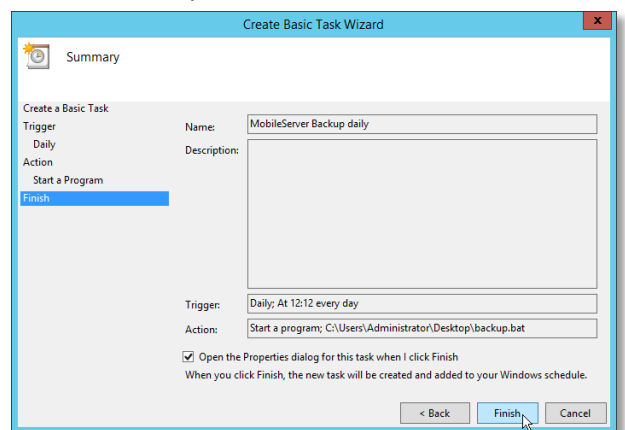 Create Basic Task Wizard
x
Summary
Create a Basic Task
Trigger
Daily
Action
Start a Program
Finish
Name: MobileServer Backup daily
Description:
Trigger: Daily; At 12:12 every day
Action: Start a program; C:\Users\Administrator\Desktop\backup.bat
Open the Properties dialog for this task when I click Finish
When you click Finish, the new task will be created and added to your Windows schedule.
< Back Finish Cancel